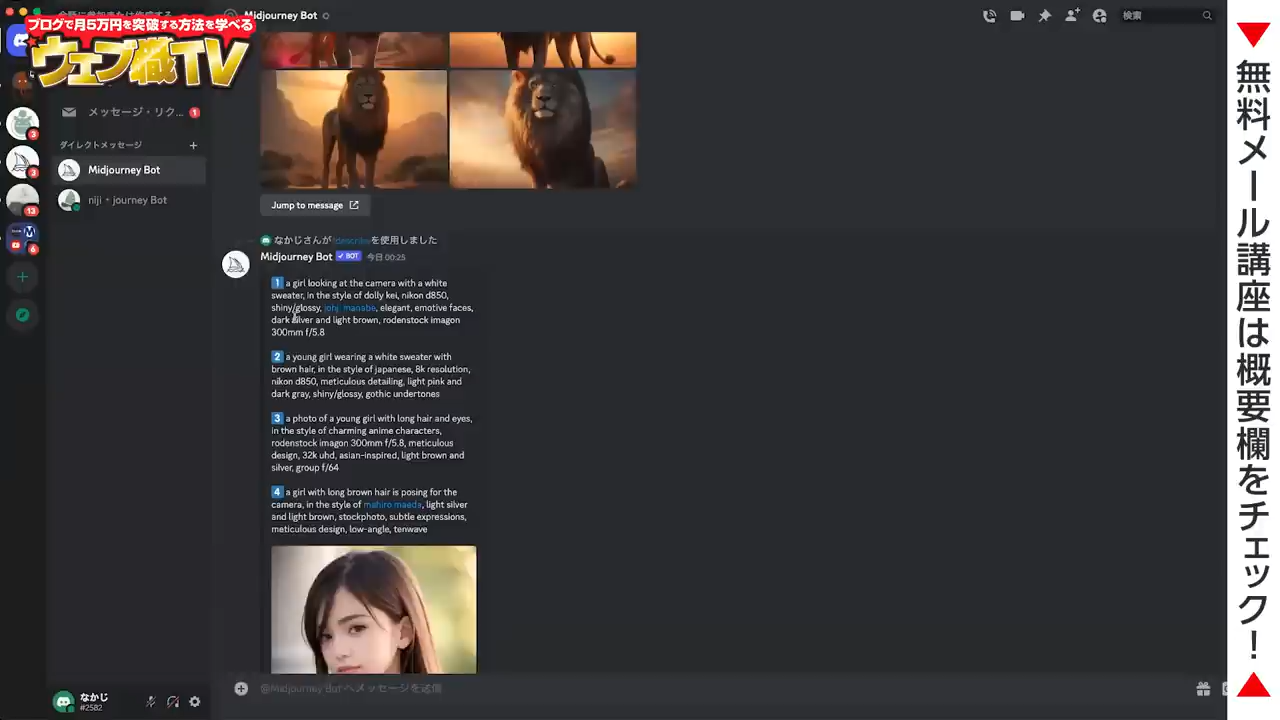 ブログで月5万円を突破する方法を学べる
ウェブ職TV
Midjourney Bot
検索
メッセージ・リク...
1
ダイレクトメッセージ
Midjourney Bot
niji・journey Bot
3
3
13
6
Jump to message
なかじさんが /describe を使用しました
Midjourney Bot ✓ BOT 今日 00:25
1 a girl looking at the camera with a white
sweater, in the style of dolly kei, nikon d850,
shiny/glossy, johji manabe, elegant, emotive faces,
dark silver and light brown, rodenstock imagon
300mm f/5.8
2 a young girl wearing a white sweater with
brown hair, in the style of japanese, 8k resolution,
nikon d850, meticulous detailing, light pink and
dark gray, shiny/glossy, gothic undertones
3 a photo of a young girl with long hair and eyes,
in the style of charming anime characters,
rodenstock imagon 300mm f/5.8, meticulous
design, 32k uhd, asian-inspired, light brown and
silver, group f/64
4 a girl with long brown hair is posing for the
camera, in the style of mahiro maeda, light silver
and light brown, stockphoto, subtle expressions,
meticulous design, low-angle, tenwave
@Midjourney Bot へメッセージを送信
なかじ
#2582
無料メール講座は概要欄をチェック！